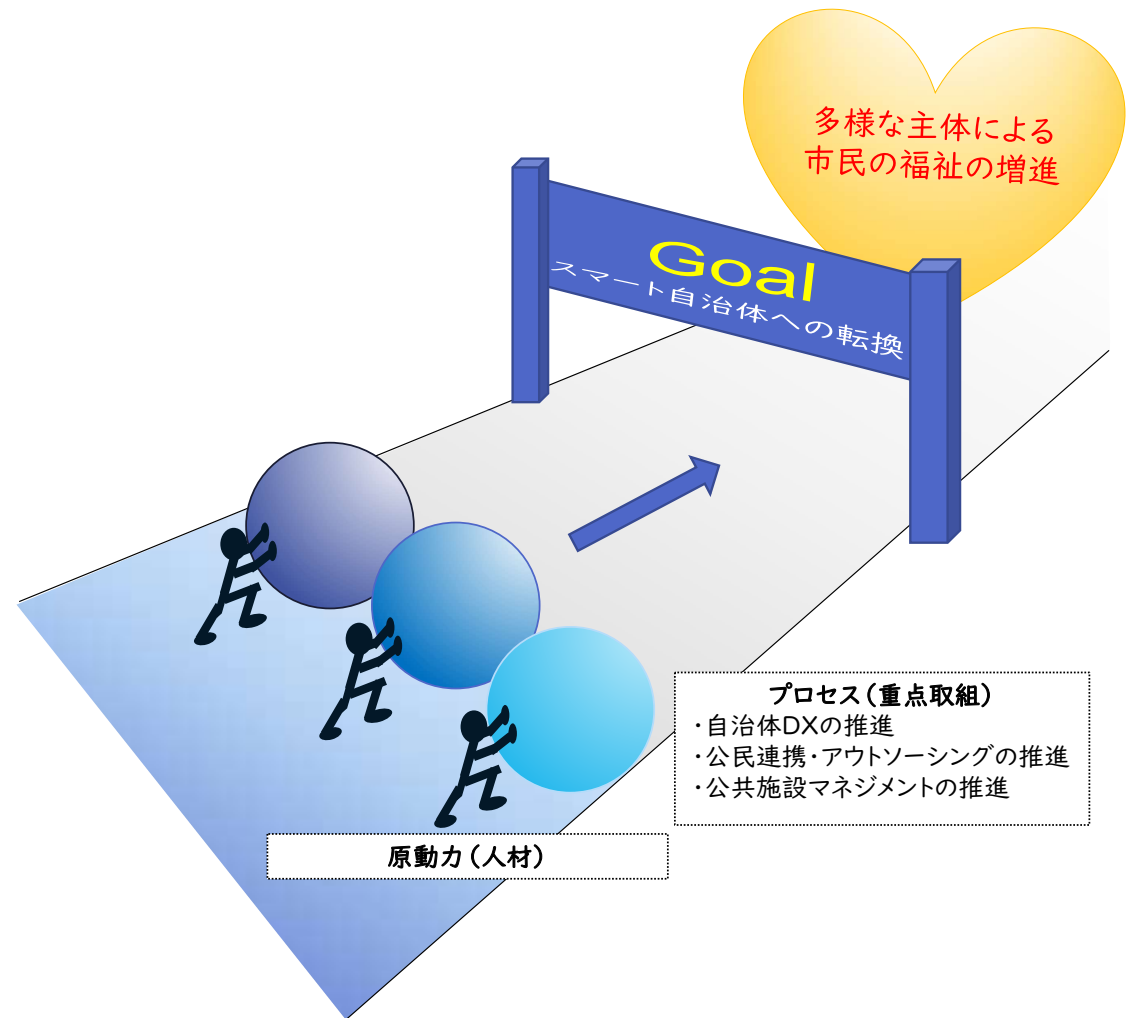 多様な主体による
市民の福祉の増進
Goal
スマート自治体への転換
プロセス(重点取組)
・自治体DXの推進
・公民連携・アウトソーシングの推進
・公共施設マネジメントの推進
原動力(人材)